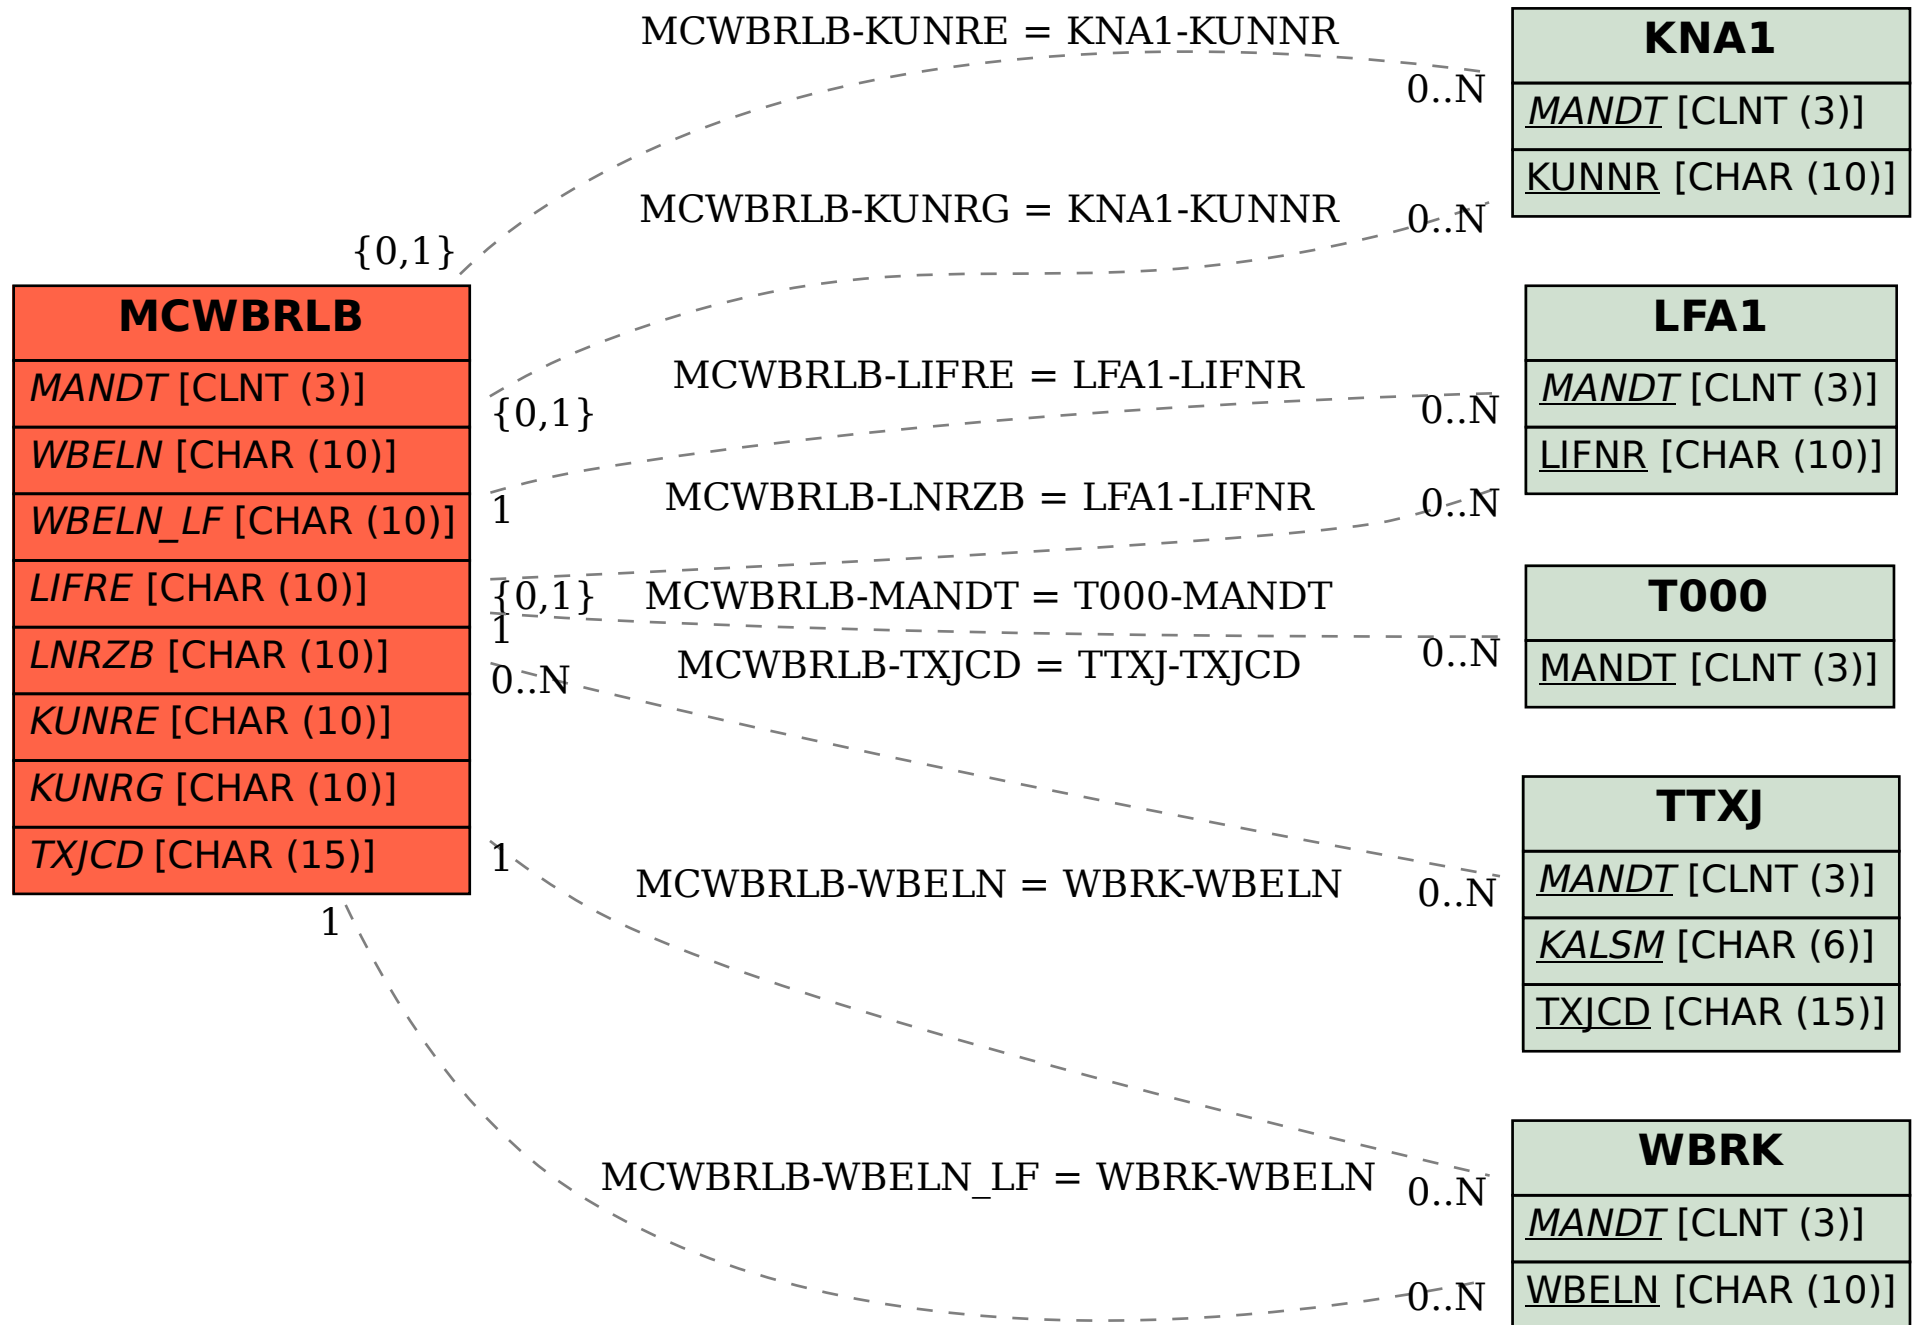 MCWBRLB-KUNRE = KNA1-KUNNR
0..N
{0,1}
MCWBRLB-KUNRG = KNA1-KUNNR
0..N
{0,1}
MCWBRLB-LIFRE = LFA1-LIFNR
0..N
1
MCWBRLB-LNRZB = LFA1-LIFNR
0..N
{0,1}
MCWBRLB-MANDT = T000-MANDT
1
0..N
MCWBRLB-TXJCD = TTXJ-TXJCD
0..N
0..N
MCWBRLB-WBELN = WBRK-WBELN
1
0..N
MCWBRLB-WBELN_LF = WBRK-WBELN
1
0..N
MCWBRLB
MANDT [CLNT (3)]
WBELN [CHAR (10)]
WBELN_LF [CHAR (10)]
LIFRE [CHAR (10)]
LNRZB [CHAR (10)]
KUNRE [CHAR (10)]
KUNRG [CHAR (10)]
TXJCD [CHAR (15)]
KNA1
MANDT [CLNT (3)]
KUNNR [CHAR (10)]
LFA1
MANDT [CLNT (3)]
LIFNR [CHAR (10)]
T000
MANDT [CLNT (3)]
TTXJ
MANDT [CLNT (3)]
KALSM [CHAR (6)]
TXJCD [CHAR (15)]
WBRK
MANDT [CLNT (3)]
WBELN [CHAR (10)]